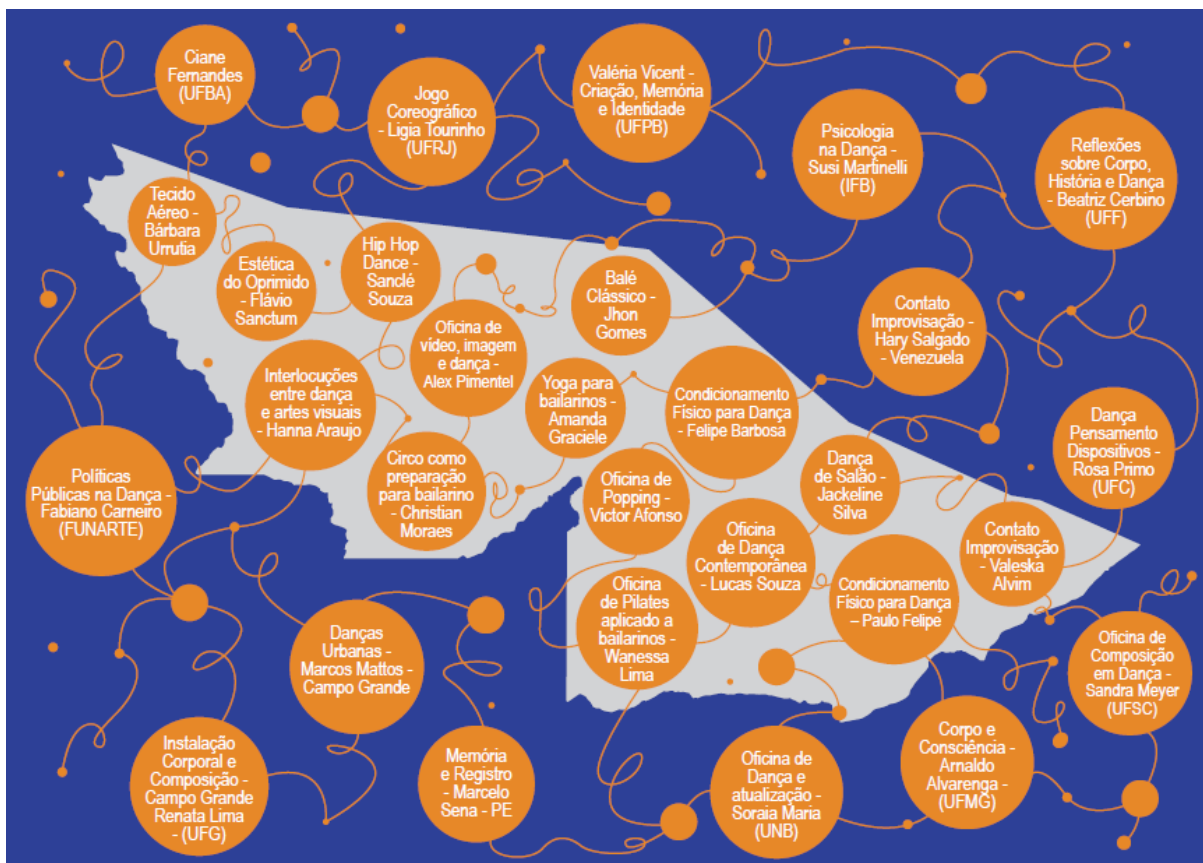 Ciane
Fernandes
(UFBA)
Jogo
Coreográfico
- Ligia Tourinho
(UFRJ)
Valéria Vicent -
Criação, Memória
e Identidade
(UFPB)
Psicologia
na Dança -
Susi Martinelli
(IFB)
Reflexões
sobre Corpo,
História e Dança
- Beatriz Cerbino
(UFF)
Tecido
Aéreo -
Bárbara
Urrutia
Estética
do Oprimido
- Flávio
Sanctum
Hip Hop
Dance -
Sanclé
Souza
Balé
Clássico -
Jhon
Gomes
Contato
Improvisação -
Hary Salgado
- Venezuela
Oficina de
vídeo, imagem
e dança -
Alex Pimentel
Interlocuções
entre dança
e artes visuais
- Hanna Araujo
Yoga para
bailarinos -
Amanda
Graciele
Condicionamento
Físico para Dança
- Felipe Barbosa
Dança
Pensamento
Dispositivos -
Rosa Primo
(UFC)
Políticas
Públicas na Dança -
Fabiano Carneiro
(FUNARTE)
Circo como
preparação
para bailarino
- Christian
Moraes
Oficina de
Popping -
Victor Afonso
Dança
de Salão -
Jackeline
Silva
Oficina
de Dança
Contemporânea
- Lucas Souza
Contato
Improvisação
- Valeska
Alvim
Oficina
de Pilates
aplicado a
bailarinos -
Wanessa
Lima
Condicionamento
Físico para Dança
– Paulo Felipe
Danças
Urbanas -
Marcos Mattos
- Campo Grande
Oficina de
Composição
em Dança -
Sandra Meyer
(UFSC)
Instalação
Corporal e
Composição -
Campo Grande
Renata Lima
- (UFG)
Memória
e Registro
- Marcelo
Sena - PE
Oficina de
Dança e
atualização -
Soraia Maria
(UNB)
Corpo e
Consciência -
Arnaldo
Alvarenga -
(UFMG)